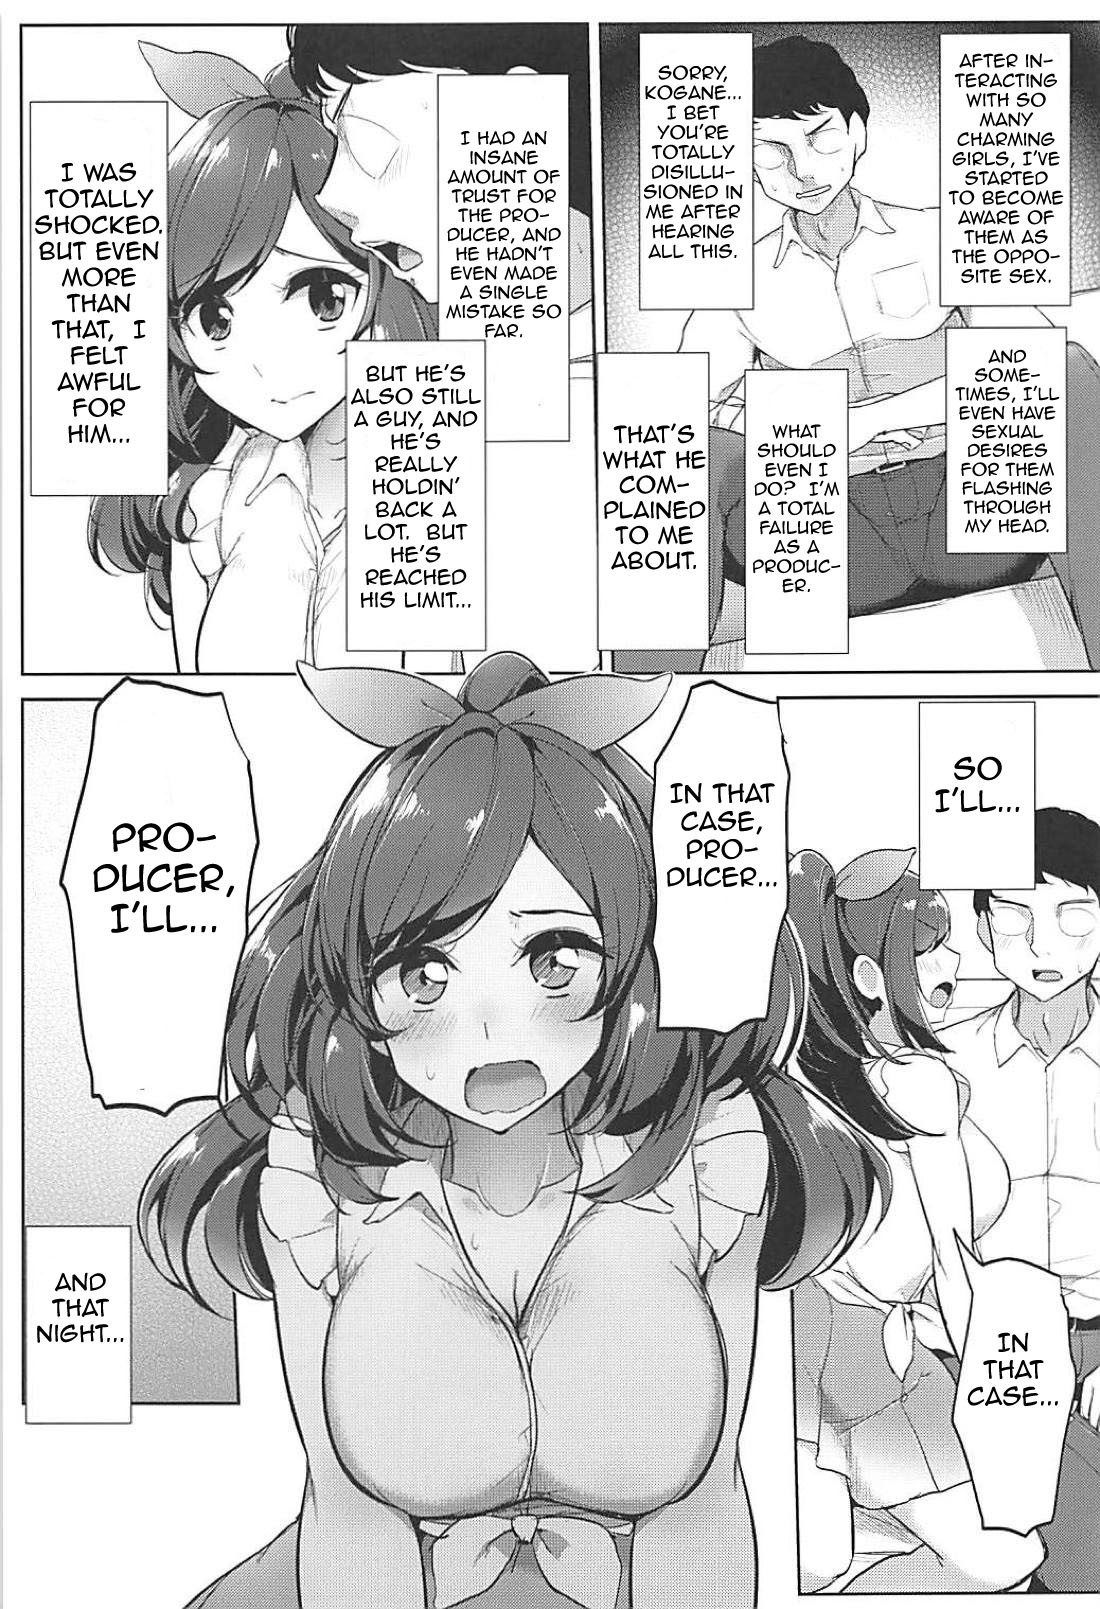 AFTER IN-
TERACTING
WITH SO
MANY
CHARMING
GIRLS, I'VE
STARTED
TO BECOME
AWARE OF
THEM AS
THE OPPO-
SITE SEX.
AND
SOME-
TIMES, I'LL
EVEN HAVE
SEXUAL
DESIRES
FOR THEM
FLASHING
THROUGH
MY HEAD.
SORRY,
KOGANE...
I BET
YOU'RE
TOTALLY
DISILLU-
SIONED IN
ME AFTER
HEARING
ALL THIS.
WHAT
SHOULD
EVEN I
DO? I'M
A TOTAL
FAILURE
AS A
PRODUC-
ER.
THAT'S
WHAT HE
COM-
PLAINED
TO ME
ABOUT.
I HAD AN
INSANE
AMOUNT OF
TRUST FOR
THE PRO-
DUCER, AND
HE HADN'T
EVEN MADE
A SINGLE
MISTAKE SO
FAR.
BUT HE'S
ALSO STILL
A GUY, AND
HE'S
REALLY
HOLDIN'
BACK A
LOT. BUT
HE'S
REACHED
HIS LIMIT...
I WAS
TOTALLY
SHOCKED.
BUT EVEN
MORE
THAN
THAT, I
FELT
AWFUL
FOR
HIM...
SO
I'LL...
IN
THAT
CASE...
IN THAT
CASE,
PRO-
DUCER...
PRO-
DUCER,
I'LL...
AND
THAT
NIGHT...